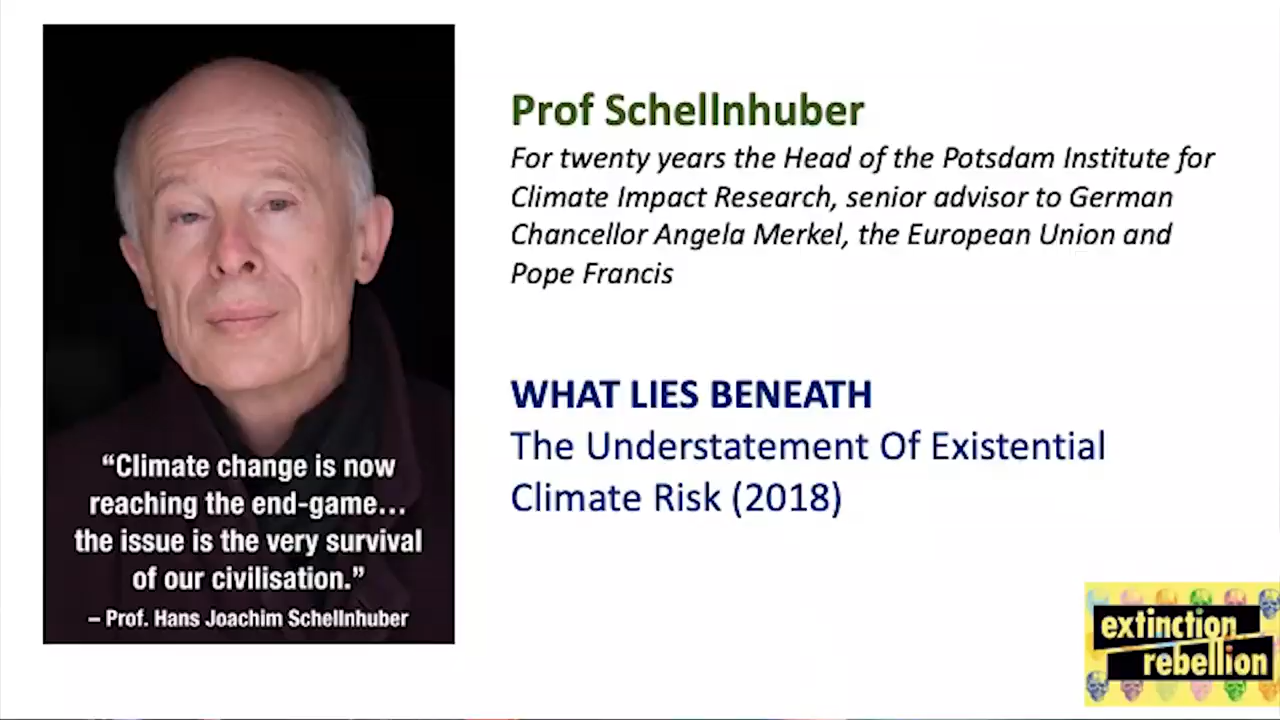 Prof Schellnhuber
For twenty years the Head of the Potsdam Institute for
Climate Impact Research, senior advisor to German
Chancellor Angela Merkel, the European Union and
Pope Francis
WHAT LIES BENEATH
The Understatement Of Existential
Climate Risk (2018)
“Climate change is now
reaching the end-game…
the issue is the very survival
of our civilisation.”
– Prof. Hans Joachim Schellnhuber
extinction
rebellion